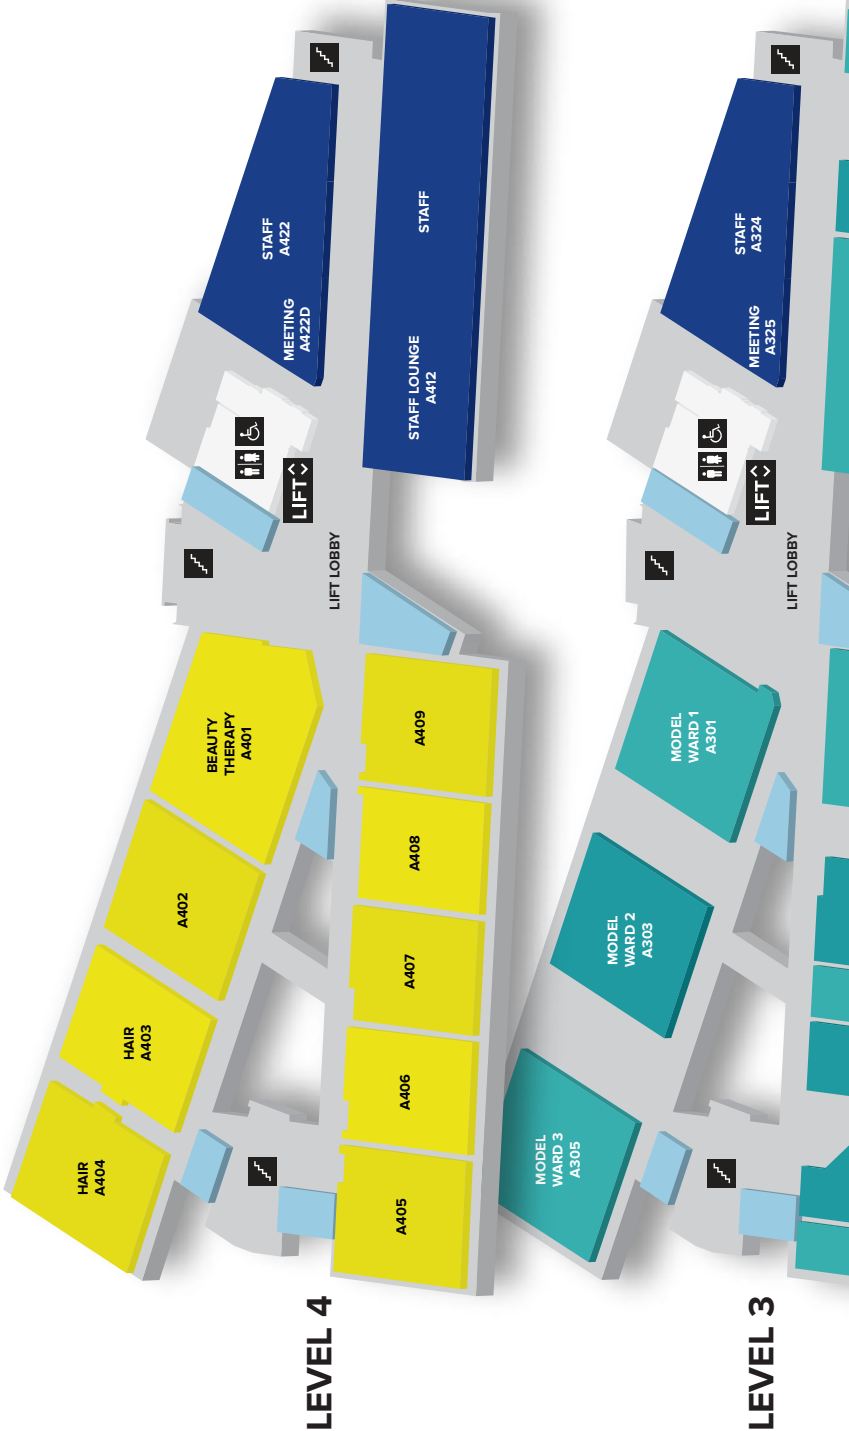 LEVEL 4
HAIR
A404
HAIR
A403
A402
BEAUTY
THERAPY
A401
LIFT LOBBY
LIFT
MEETING
A422D
STAFF
A422
A405
A406
A407
A408
A409
STAFF LOUNGE
A412
STAFF
LEVEL 3
MODEL
WARD 3
A305
MODEL
WARD 2
A303
MODEL
WARD 1
A301
LIFT LOBBY
LIFT
MEETING
A325
STAFF
A324